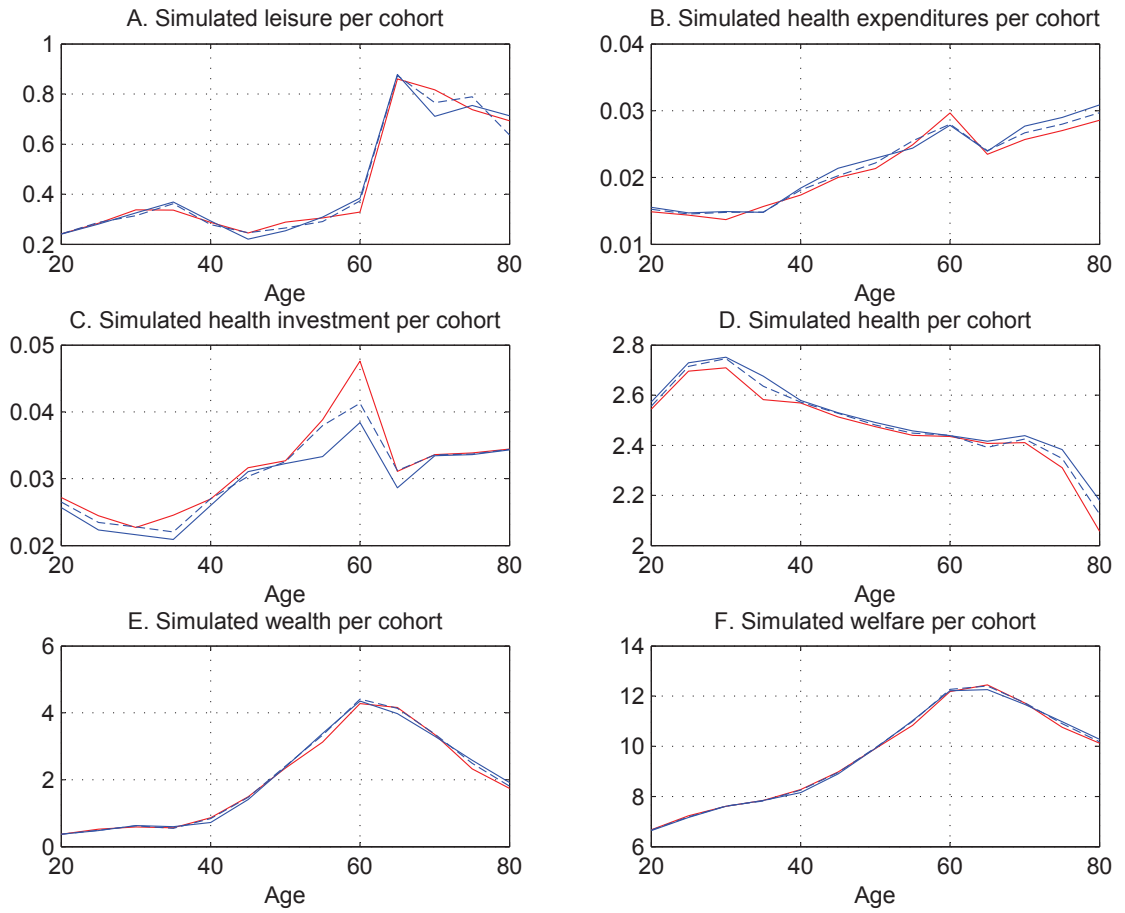 A. Simulated leisure per cohort
1
0.8
0.6
0.4
0.2
20 40 60 80
Age
B. Simulated health expenditures per cohort
0.04
0.03
0.02
0.01
20 40 60 80
Age
C. Simulated health investment per cohort
0.05
0.04
0.03
0.02
20 40 60 80
Age
D. Simulated health per cohort
2.8
2.6
2.4
2.2
2
20 40 60 80
Age
E. Simulated wealth per cohort
6
4
2
0
20 40 60 80
Age
F. Simulated welfare per cohort
14
12
10
8
6
20 40 60 80
Age